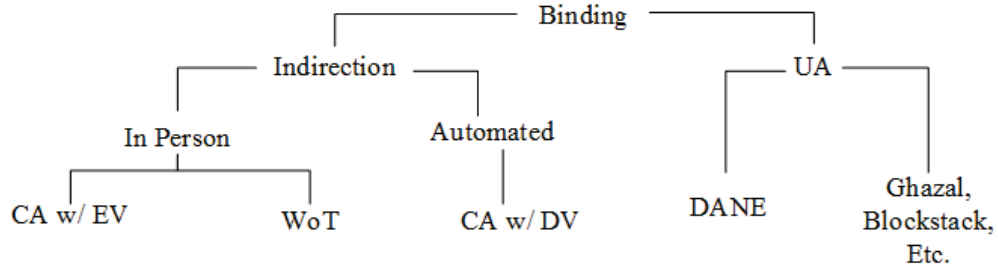 Binding
Indirection
UA
In Person
Automated
CA w/ EV
WoT
CA w/ DV
DANE
Ghazal,
Blockstack,
Etc.